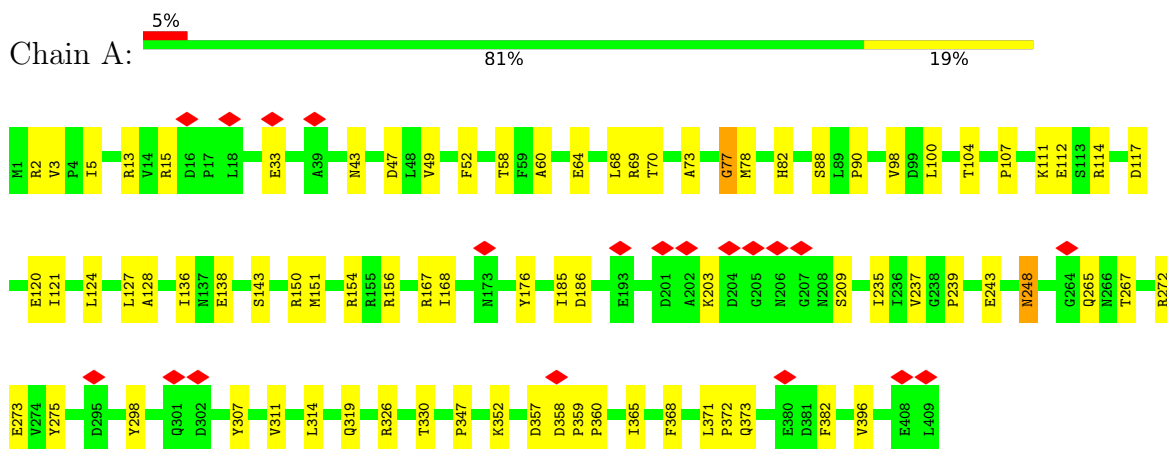 5%
Chain A:
81% 19%
M1 R2 V3 P4 I5 R13 V14 R15 D16 P17 L18 E33 A39 N43 D47 L48 V49 F52 T58 F59 A60 E64 L68 R69 T70 A73 G77 M78 H82 S88 L89 P90 V98 D99 L100 T104 P107 K111 E112 S113 R114 D117
E120 I121 L124 L127 A128 I136 N137 E138 S143 R150 M151 R154 R155 R156 R167 I168 N173 Y176 I185 D186 E193 D201 A202 K203 D204 G205 N206 G207 N208 S209 I235 I236 V237 G238 P239 E243 N248 G264 Q265 N266 T267 R272
E273 V274 Y275 D295 Y298 Q301 D302 Y307 V311 L314 Q319 R326 T330 P347 K352 D357 D358 P359 P360 I365 F368 L371 P372 Q373 E380 D381 F382 V396 E408 L409